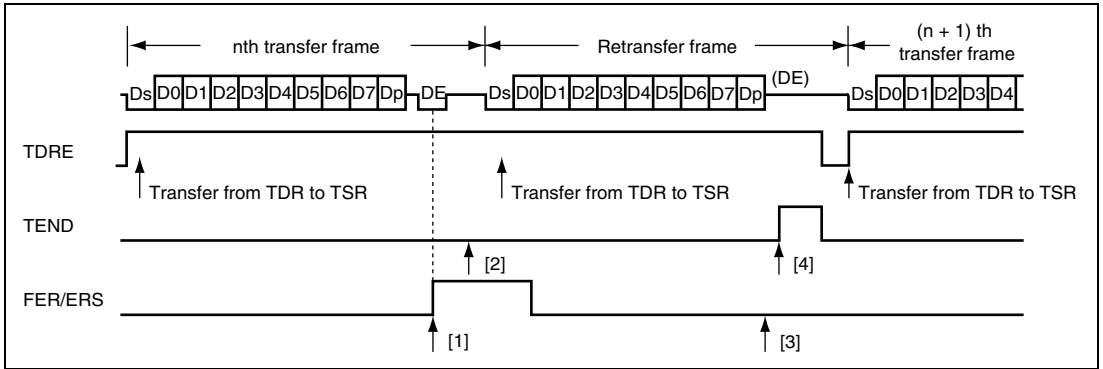 nth transfer frame
Retransfer frame
(n + 1) th
transfer frame
Ds D0 D1 D2 D3 D4 D5 D6 D7 Dp DE
Ds D0 D1 D2 D3 D4 D5 D6 D7 Dp (DE)
Ds D0 D1 D2 D3 D4
TDRE
Transfer from TDR to TSR
Transfer from TDR to TSR
Transfer from TDR to TSR
TEND
[2]
[4]
FER/ERS
[1]
[3]